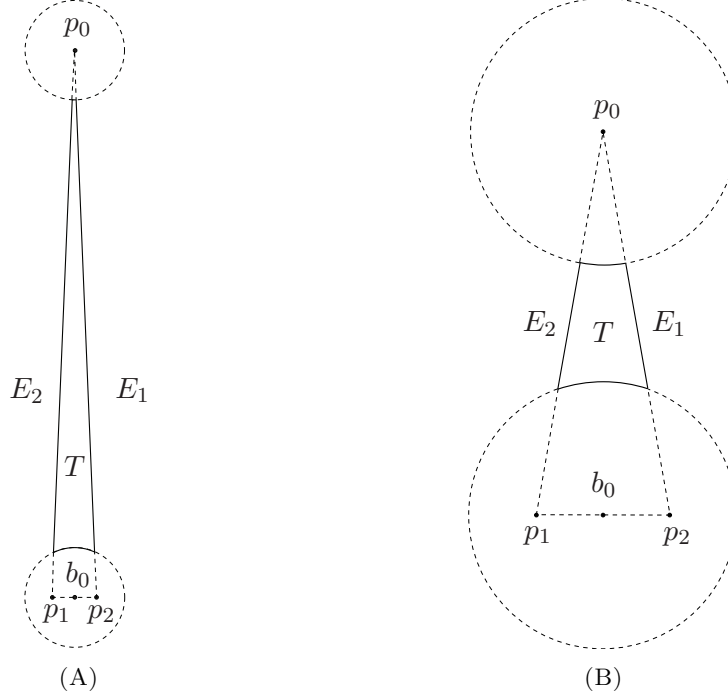 p₀
E₂ E₁
T
b₀
p₁ p₂
(A)
p₀
E₂ T E₁
b₀
p₁ p₂
(B)